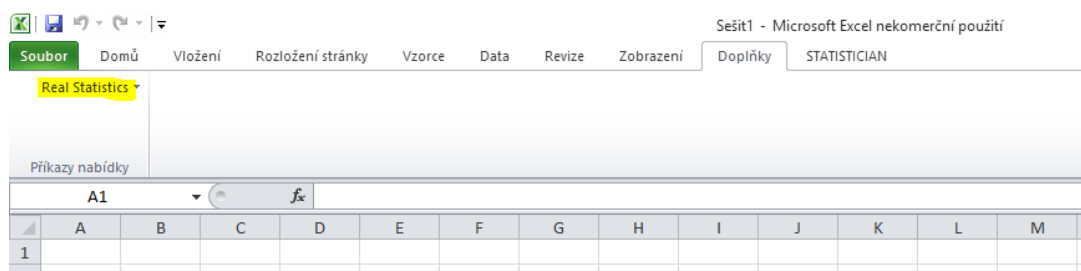 Sešit1 - Microsoft Excel nekomerční použití
Soubor Domů Vložení Rozložení stránky Vzorce Data Revize Zobrazení Doplňky STATISTICIAN
Real Statistics
Příkazy nabídky
A1 fx
A B C D E F G H I J K L M
1